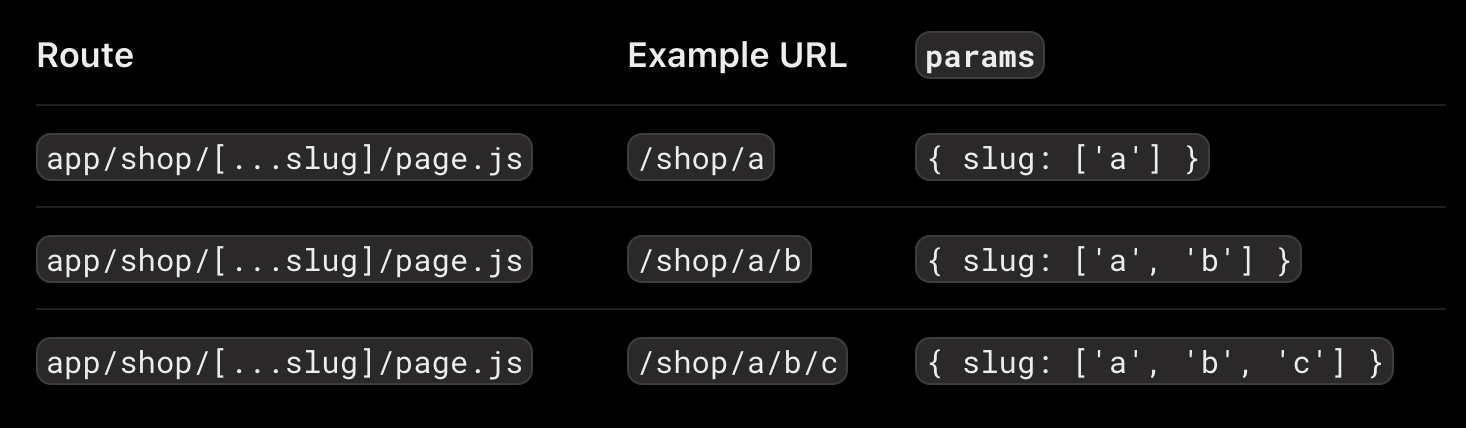 Route Example URL params
app/shop/[...slug]/page.js /shop/a { slug: ['a'] }
app/shop/[...slug]/page.js /shop/a/b { slug: ['a', 'b'] }
app/shop/[...slug]/page.js /shop/a/b/c { slug: ['a', 'b', 'c'] }